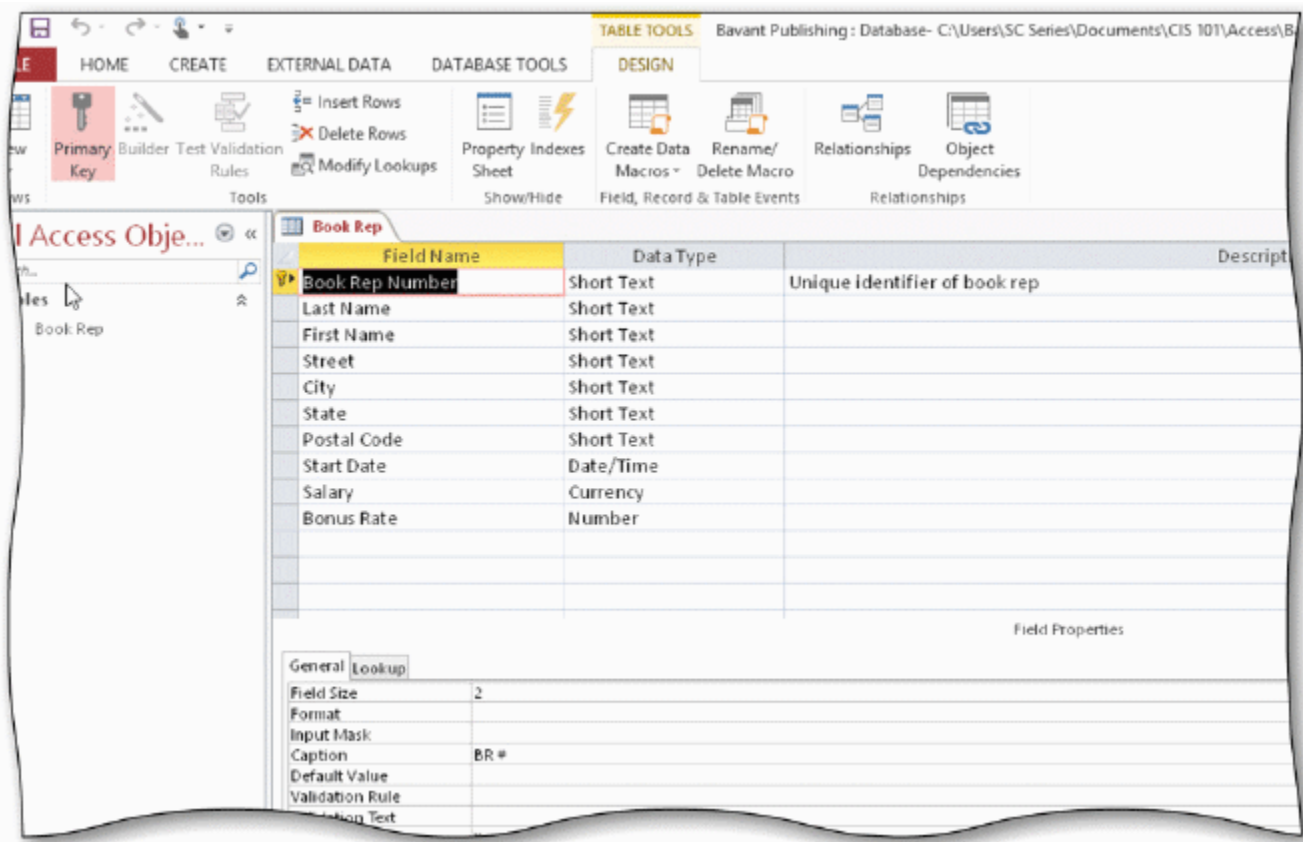 TABLE TOOLS Bavant Publishing : Database- C:\Users\SC Series\Documents\CIS 101\Access\B
LE HOME CREATE EXTERNAL DATA DATABASE TOOLS DESIGN
Insert Rows
Delete Rows
Modify Lookups
ew Primary Key Builder Test Validation Rules Property Sheet Indexes Create Data Macros Rename/ Delete Macro Relationships Object Dependencies
ws Tools Show/Hide Field, Record & Table Events Relationships
l Access Obje... «
Book Rep
Field Name Data Type Descript
Book Rep Number Short Text Unique identifier of book rep
Last Name Short Text
First Name Short Text
Street Short Text
City Short Text
State Short Text
Postal Code Short Text
Start Date Date/Time
Salary Currency
Bonus Rate Number
bles
Book Rep
Field Properties
General Lookup
Field Size 2
Format
Input Mask
Caption BR #
Default Value
Validation Rule
Text